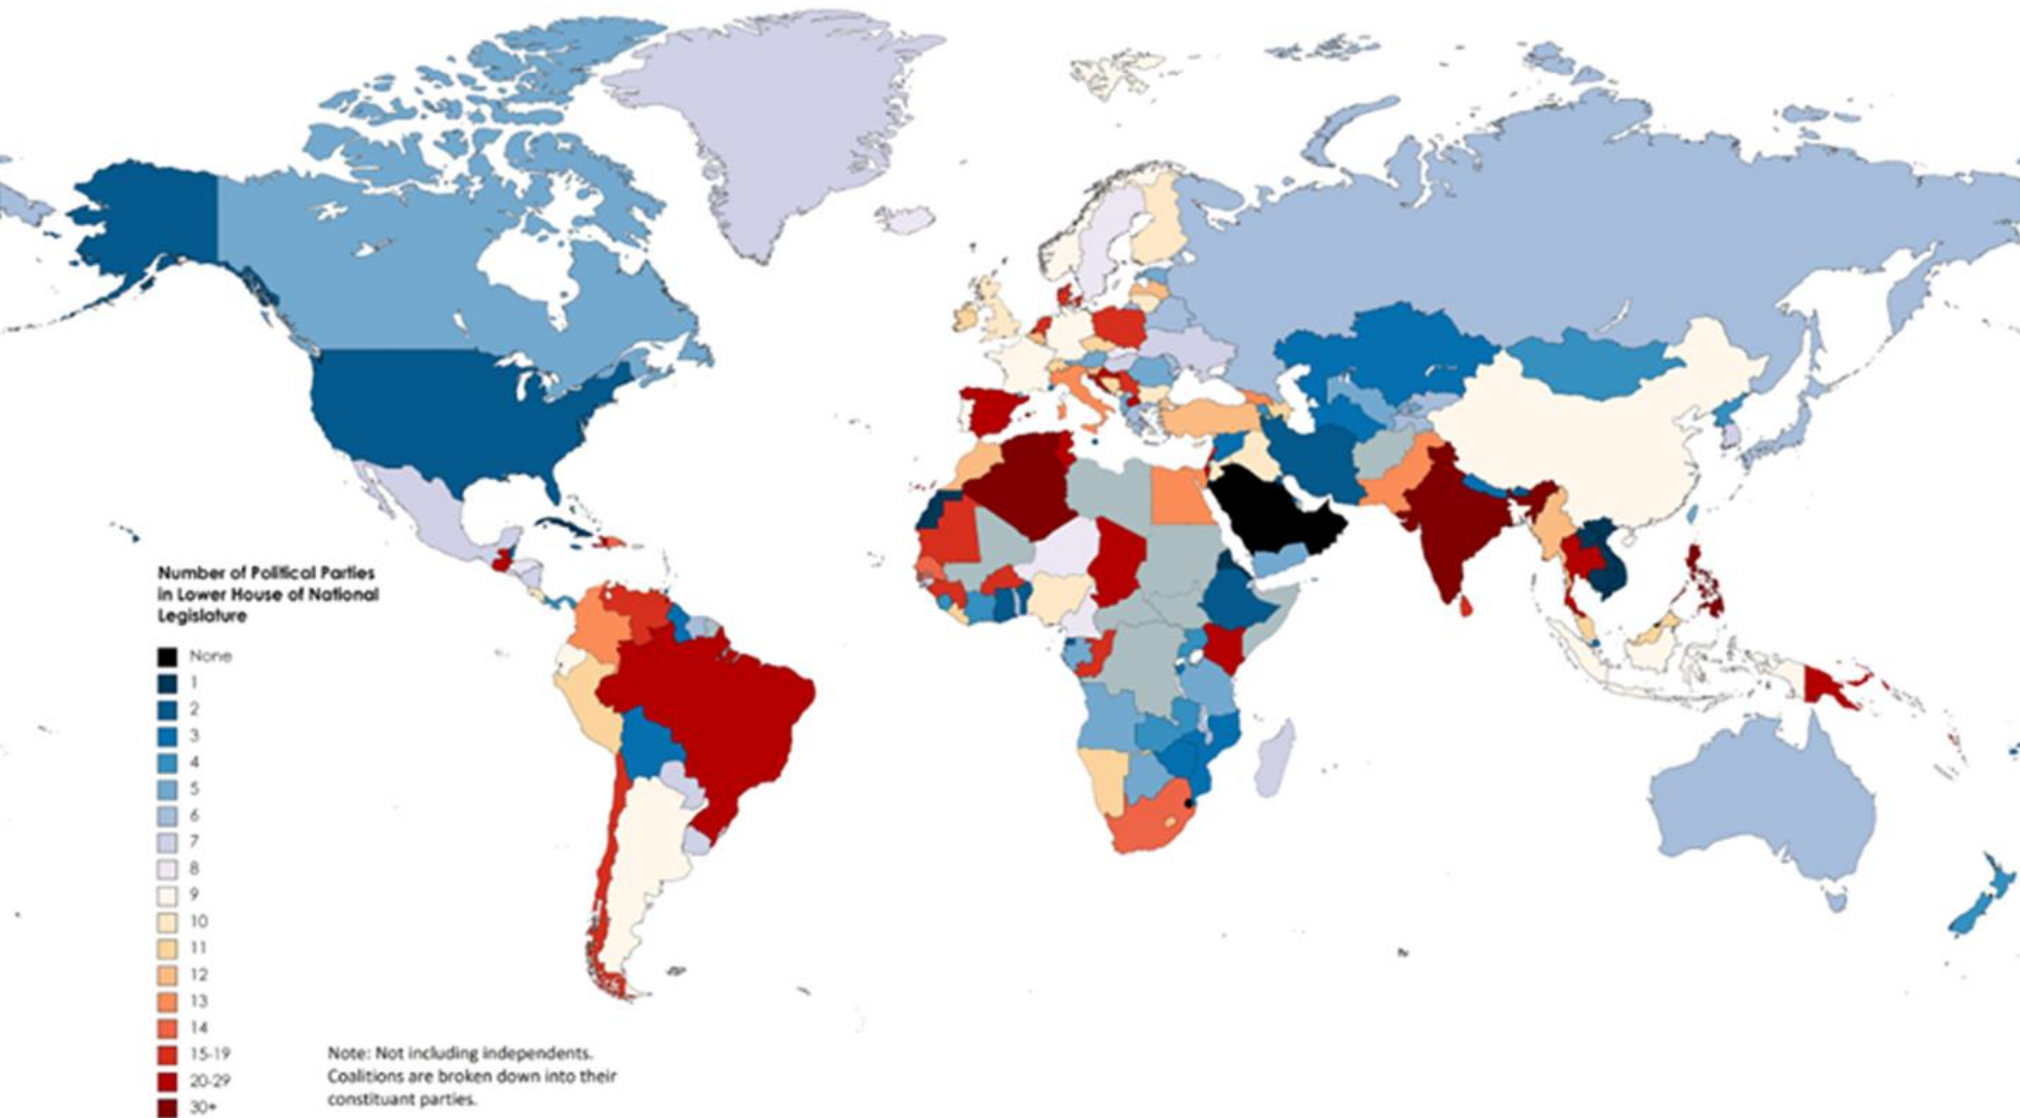 Number of Political Parties
in Lower House of National
Legislature
None
1
2
3
4
5
6
7
8
9
10
11
12
13
14
15-19
20-29
30+
Note: Not including independents.
Coalitions are broken down into their
constituant parties.